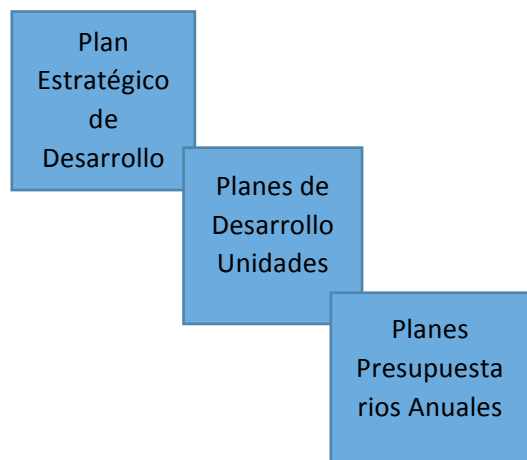 Plan
Estratégico
de
Desarrollo
Planes de
Desarrollo
Unidades
Planes
Presupuesta
rios Anuales